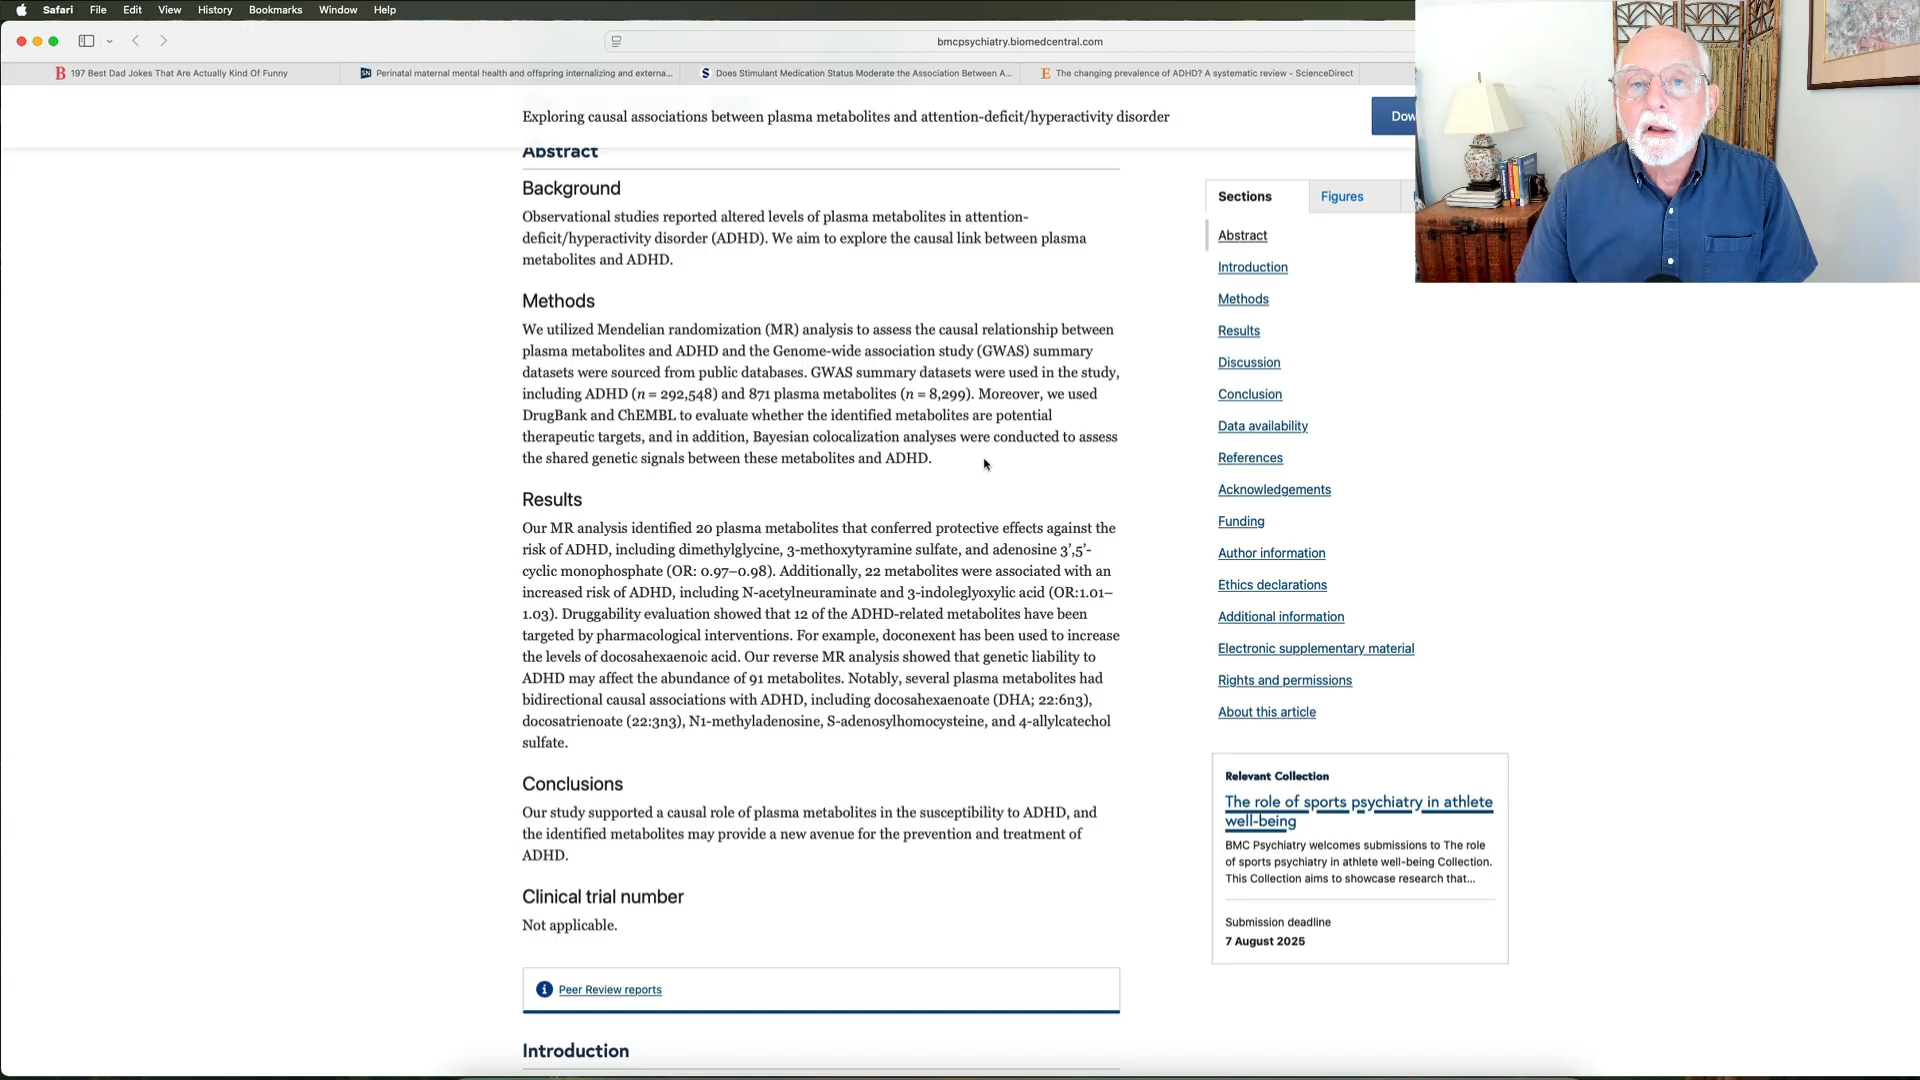 Safari File Edit View History Bookmarks Window Help
bmcpsychiatry.biomedcentral.com
197 Best Dad Jokes That Are Actually Kind Of Funny
Perinatal maternal mental health and offspring internalizing and externa...
Does Stimulant Medication Status Moderate the Association Between A...
The changing prevalence of ADHD? A systematic review - ScienceDirect
Exploring causal associations between plasma metabolites and attention-deficit/hyperactivity disorder
Dow
Abstract
Background
Observational studies reported altered levels of plasma metabolites in attention-
deficit/hyperactivity disorder (ADHD). We aim to explore the causal link between plasma
metabolites and ADHD.
Methods
We utilized Mendelian randomization (MR) analysis to assess the causal relationship between
plasma metabolites and ADHD and the Genome-wide association study (GWAS) summary
datasets were sourced from public databases. GWAS summary datasets were used in the study,
including ADHD (n = 292,548) and 871 plasma metabolites (n = 8,299). Moreover, we used
DrugBank and ChEMBL to evaluate whether the identified metabolites are potential
therapeutic targets, and in addition, Bayesian colocalization analyses were conducted to assess
the shared genetic signals between these metabolites and ADHD.
Results
Our MR analysis identified 20 plasma metabolites that conferred protective effects against the
risk of ADHD, including dimethylglycine, 3-methoxytyramine sulfate, and adenosine 3’,5’-
cyclic monophosphate (OR: 0.97–0.98). Additionally, 22 metabolites were associated with an
increased risk of ADHD, including N-acetylneuraminate and 3-indoleglyoxylic acid (OR:1.01–
1.03). Druggability evaluation showed that 12 of the ADHD-related metabolites have been
targeted by pharmacological interventions. For example, doconexent has been used to increase
the levels of docosahexaenoic acid. Our reverse MR analysis showed that genetic liability to
ADHD may affect the abundance of 91 metabolites. Notably, several plasma metabolites had
bidirectional causal associations with ADHD, including docosahexaenoate (DHA; 22:6n3),
docosatrienoate (22:3n3), N1-methyladenosine, S-adenosylhomocysteine, and 4-allylcatechol
sulfate.
Conclusions
Our study supported a causal role of plasma metabolites in the susceptibility to ADHD, and
the identified metabolites may provide a new avenue for the prevention and treatment of
ADHD.
Clinical trial number
Not applicable.
Peer Review reports
Introduction
Sections
Figures
Abstract
Introduction
Methods
Results
Discussion
Conclusion
Data availability
References
Acknowledgements
Funding
Author information
Ethics declarations
Additional information
Electronic supplementary material
Rights and permissions
About this article
Relevant Collection
The role of sports psychiatry in athlete
well-being
BMC Psychiatry welcomes submissions to The role
of sports psychiatry in athlete well-being Collection.
This Collection aims to showcase research that...
Submission deadline
7 August 2025